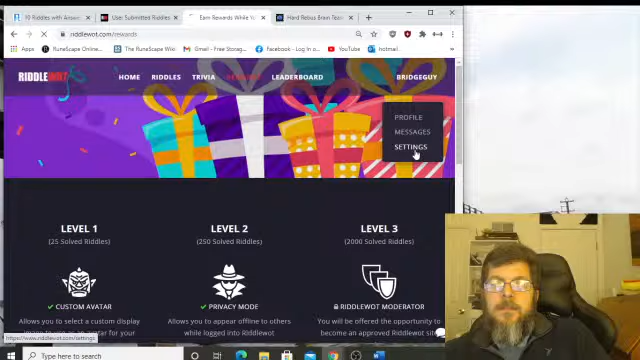 10 Riddles with Answe
User Submitted Riddles
Earn Rewards While Y
Hard Rebus Brain Teas
riddlewot.com/rewards
RuneScape Online
The RuneScape Wiki
Gmail - Free Storag
Facebook - Log In o
YouTube
hotmail
RIDDLEWOT
HOME
RIDDLES
TRIVIA
LEADERBOARD
BRIDGEGUY
PROFILE
MESSAGES
SETTINGS
LEVEL 1
LEVEL 2
LEVEL 3
(25 Solved Riddles)
(250 Solved Riddles)
(2000 Solved Riddles)
CUSTOM AVATAR
PRIVACY MODE
RIDDLEWOT MODERATOR
Allows you to select a custom display
Allows you to appear offline to others
You will be offered the opportunity to
while logged into Riddlewot
become an approved Riddlewot site
https://www.riddlewot.com/settings
Type here to search